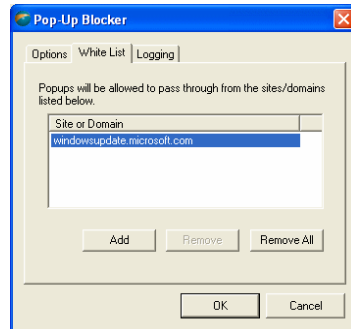 Pop-Up Blocker
Options White List Logging
Popups will be allowed to pass through from the sites/domains
listed below.
Site or Domain
windowsupdate.microsoft.com
Add Remove Remove All
OK Cancel